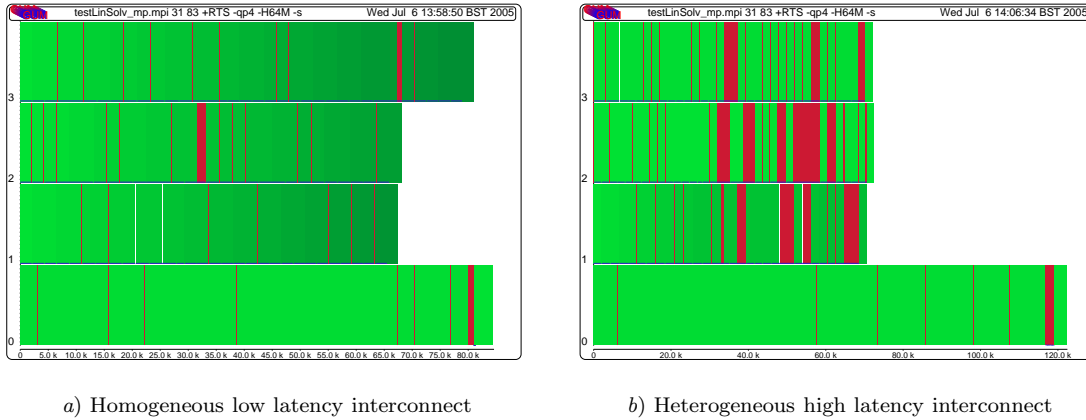 GUM testLinSolv_mp.mpi 31 83 +RTS -qp4 -H64M -s Wed Jul 6 13:58:50 BST 2005
3
2
1
0
0 5.0 k 10.0 k 15.0 k 20.0 k 25.0 k 30.0 k 35.0 k 40.0 k 45.0 k 50.0 k 55.0 k 60.0 k 65.0 k 70.0 k 75.0 k 80.0 k
a) Homogeneous low latency interconnect
GUM testLinSolv_mp.mpi 31 83 +RTS -qp4 -H64M -s Wed Jul 6 14:06:34 BST 2005
3
2
1
0
0 20.0 k 40.0 k 60.0 k 80.0 k 100.0 k 120.0 k
b) Heterogeneous high latency interconnect